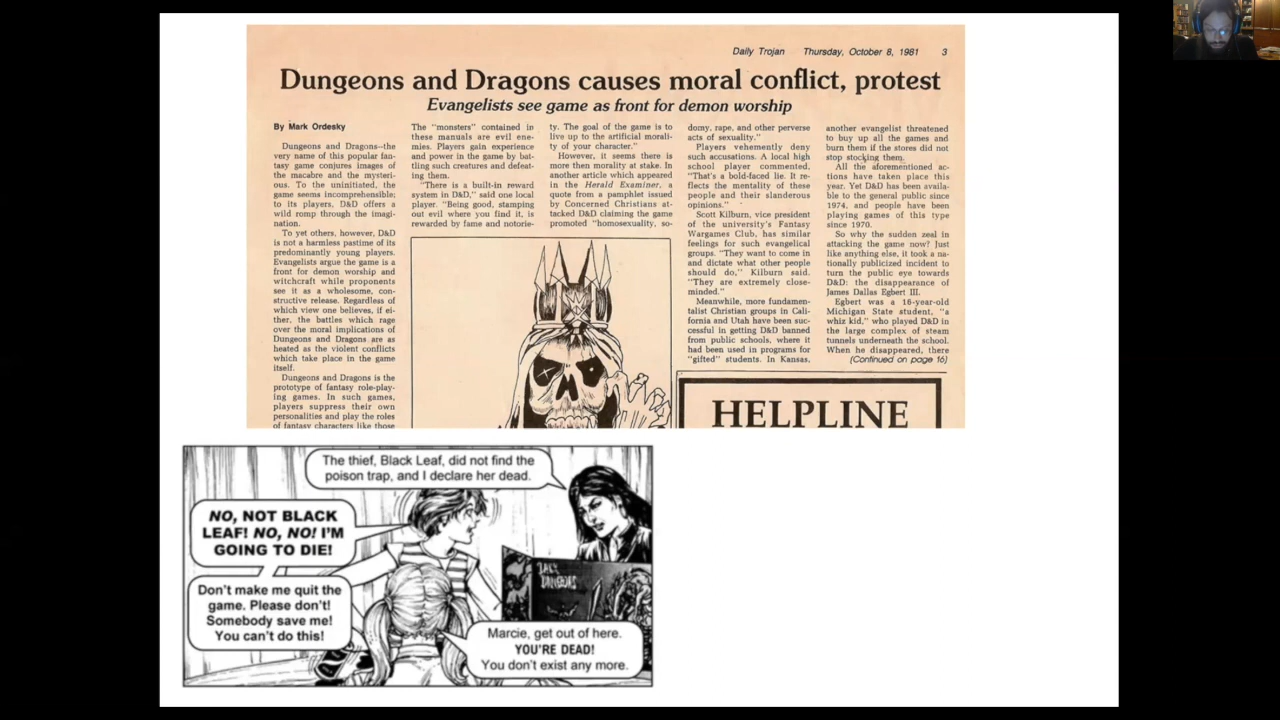 Daily Trojan Thursday, October 8, 1981 3
Dungeons and Dragons causes moral conflict, protest
Evangelists see game as front for demon worship
By Mark Ordesky
Dungeons and Dragons—the
very name of this popular fan-
tasy game conjures images of
the macabre and the mysteri-
ous. To the uninitiated, the
game seems incomprehensible;
to its players, D&D offers a
wild romp through the imagi-
nation.
To yet others, however, D&D
is not a harmless pastime of its
predominantly young players.
Evangelists argue the game is a
front for demon worship and
witchcraft while proponents
see it as a wholesome, con-
structive release. Regardless of
which view one believes, if ei-
ther, the battles which rage
over the moral implications of
Dungeons and Dragons are as
heated as the violent conflicts
which take place in the game
itself.
Dungeons and Dragons is the
prototype of fantasy role-play-
ing games. In such games,
players suppress their own
personalities and play the roles
of fantasy characters like those
The "monsters" contained in
these manuals are evil ene-
mies. Players gain experience
and power in the game by bat-
tling such creatures and defeat-
ing them.
"There is a built-in reward
system in D&D," said one local
player. "Being good, stamping
out evil where you find it, is
rewarded by fame and notorie-
ty. The goal of the game is to
live up to the artificial morali-
ty of your character."
However, it seems there is
more then morality at stake. In
another article which appeared
in the Herald Examiner, a
quote from a pamphlet issued
by Concerned Christians at-
tacked D&D claiming the game
promoted "homosexuality, so-
domy, rape, and other perverse
acts of sexuality."
Players vehemently deny
such accusations. A local high
school player commented,
"That's a bold-faced lie. It re-
flects the mentality of these
people and their slanderous
opinions."
Scott Kilburn, vice president
of the university's Fantasy
Wargames Club, has similar
feelings for such evangelical
groups. "They want to come in
and dictate what other people
should do," Kilburn said.
"They are extremely close-
minded."
Meanwhile, more fundamen-
talist Christian groups in Cali-
fornia and Utah have been suc-
cessful in getting D&D banned
from public schools, where it
had been used in programs for
"gifted" students. In Kansas,
another evangelist threatened
to buy up all the games and
burn them if the stores did not
stop stocking them.
All the aforementioned ac-
tions have taken place this
year. Yet D&D has been availa-
ble to the general public since
1974, and people have been
playing games of this type
since 1970.
So why the sudden zeal in
attacking the game now? Just
like anything else, it took a na-
tionally publicized incident to
turn the public eye towards
D&D: the disappearance of
James Dallas Egbert III.
Egbert was a 16-year-old
Michigan State student, "a
whiz kid," who played D&D in
the large complex of steam
tunnels underneath the school.
When he disappeared, there
(Continued on page 16)
HELPLINE
The thief, Black Leaf, did not find the
poison trap, and I declare her dead.
NO, NOT BLACK
LEAF! NO, NO! I'M
GOING TO DIE!
Don't make me quit the
game. Please don't!
Somebody save me!
You can't do this!
Marcie, get out of here.
YOU'RE DEAD!
You don't exist any more.